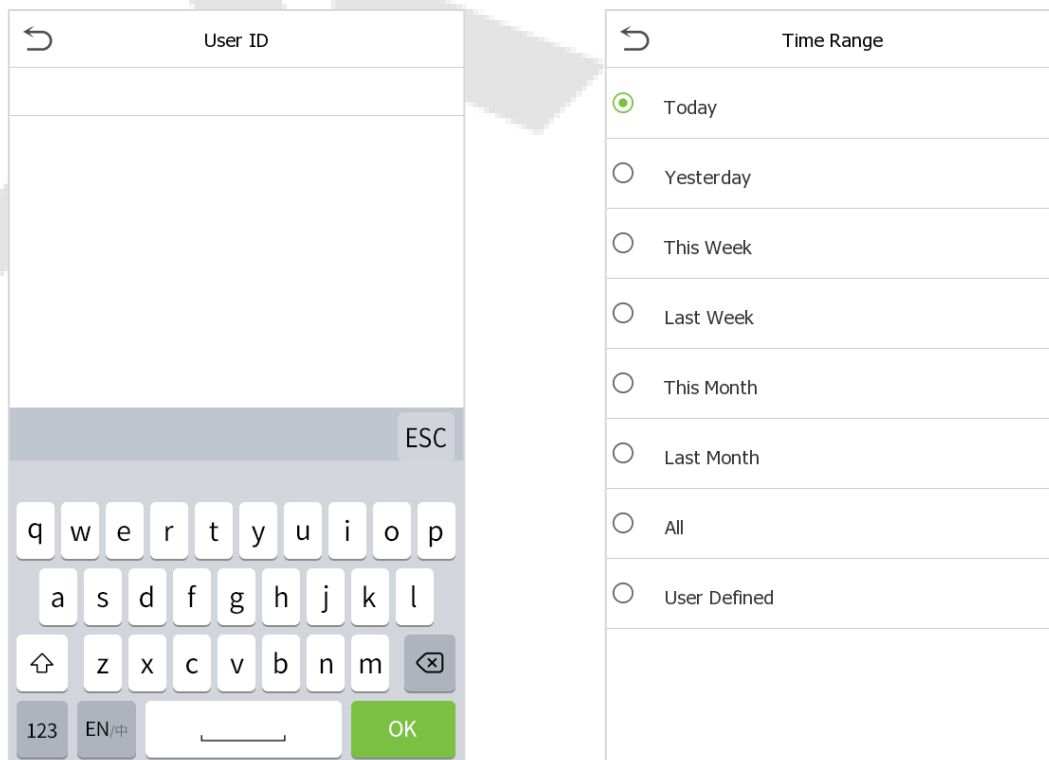 User ID
ESC
q w e r t y u i o p
a s d f g h j k l
z x c v b n m
123 EN/中 OK
Time Range
Today
Yesterday
This Week
Last Week
This Month
Last Month
All
User Defined